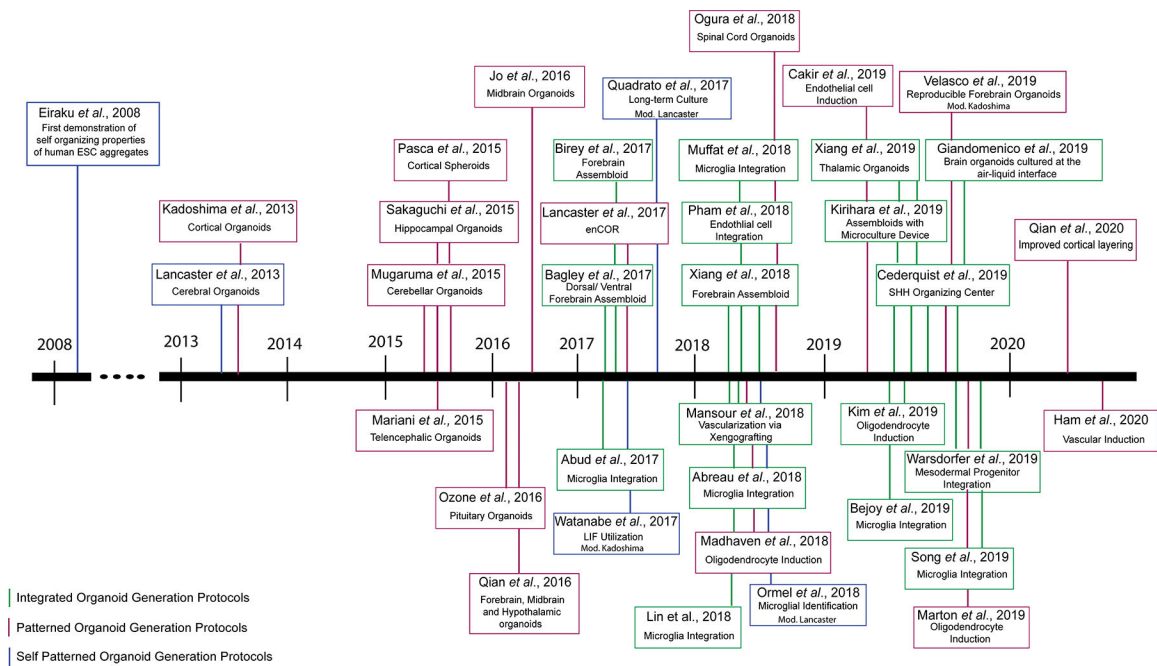 Ogura et al., 2018
Spinal Cord Organoids
Jo et al., 2016
Midbrain Organoids
Cakir et al., 2019
Endothelial cell
Induction
Velasco et al., 2019
Reproducible Forebrain Organoids
Mod. Kadoshima
Quadrato et al., 2017
Long-term Culture
Mod. Lancaster
Eiraku et al., 2008
First demonstration of
self organizing properties
of human ESC aggregates
Pasca et al., 2015
Cortical Spheroids
Birey et al., 2017
Forebrain
Assembloid
Muffat et al., 2018
Microglia Integration
Xiang et al., 2019
Thalamic Organoids
Giandomenico et al., 2019
Brain organoids cultured at the
air-liquid interface
Kadoshima et al., 2013
Cortical Organoids
Sakaguchi et al., 2015
Hippocampal Organoids
Lancaster et al., 2017
enCOR
Pham et al., 2018
Endothlial cell
Integration
Kirihara et al., 2019
Assembloids with
Microculture Device
Qian et al., 2020
Improved cortical layering
Lancaster et al., 2013
Cerebral Organoids
Mugaruma et al., 2015
Cerebellar Organoids
Bagley et al., 2017
Dorsal/ Ventral
Forebrain Assembloid
Xiang et al., 2018
Forebrain Assembloid
Cederquist et al., 2019
SHH Organizing Center
2008
2013
2014
2015
2016
2017
2018
2019
2020
Mariani et al., 2015
Telencephalic Organoids
Mansour et al., 2018
Vascularization via
Xengografting
Kim et al., 2019
Oligodendrocyte
Induction
Ham et al., 2020
Vascular Induction
Abud et al., 2017
Microglia Integration
Abreau et al., 2018
Microglia Integration
Warsdorfer et al., 2019
Mesodermal Progenitor
Integration
Ozone et al., 2016
Pituitary Organoids
Watanabe et al., 2017
LIF Utilization
Mod. Kadoshima
Bejoy et al., 2019
Microglia Integration
Madhaven et al., 2018
Oligodendrocyte Induction
Song et al., 2019
Microglia Integration
Qian et al., 2016
Forebrain, Midbrain
and Hypothalamic
organoids
Ormel et al., 2018
Microglial Identification
Mod. Lancaster
Lin et al., 2018
Microglia Integration
Marton et al., 2019
Oligodendrocyte
Induction
Integrated Organoid Generation Protocols
Patterned Organoid Generation Protocols
Self Patterned Organoid Generation Protocols